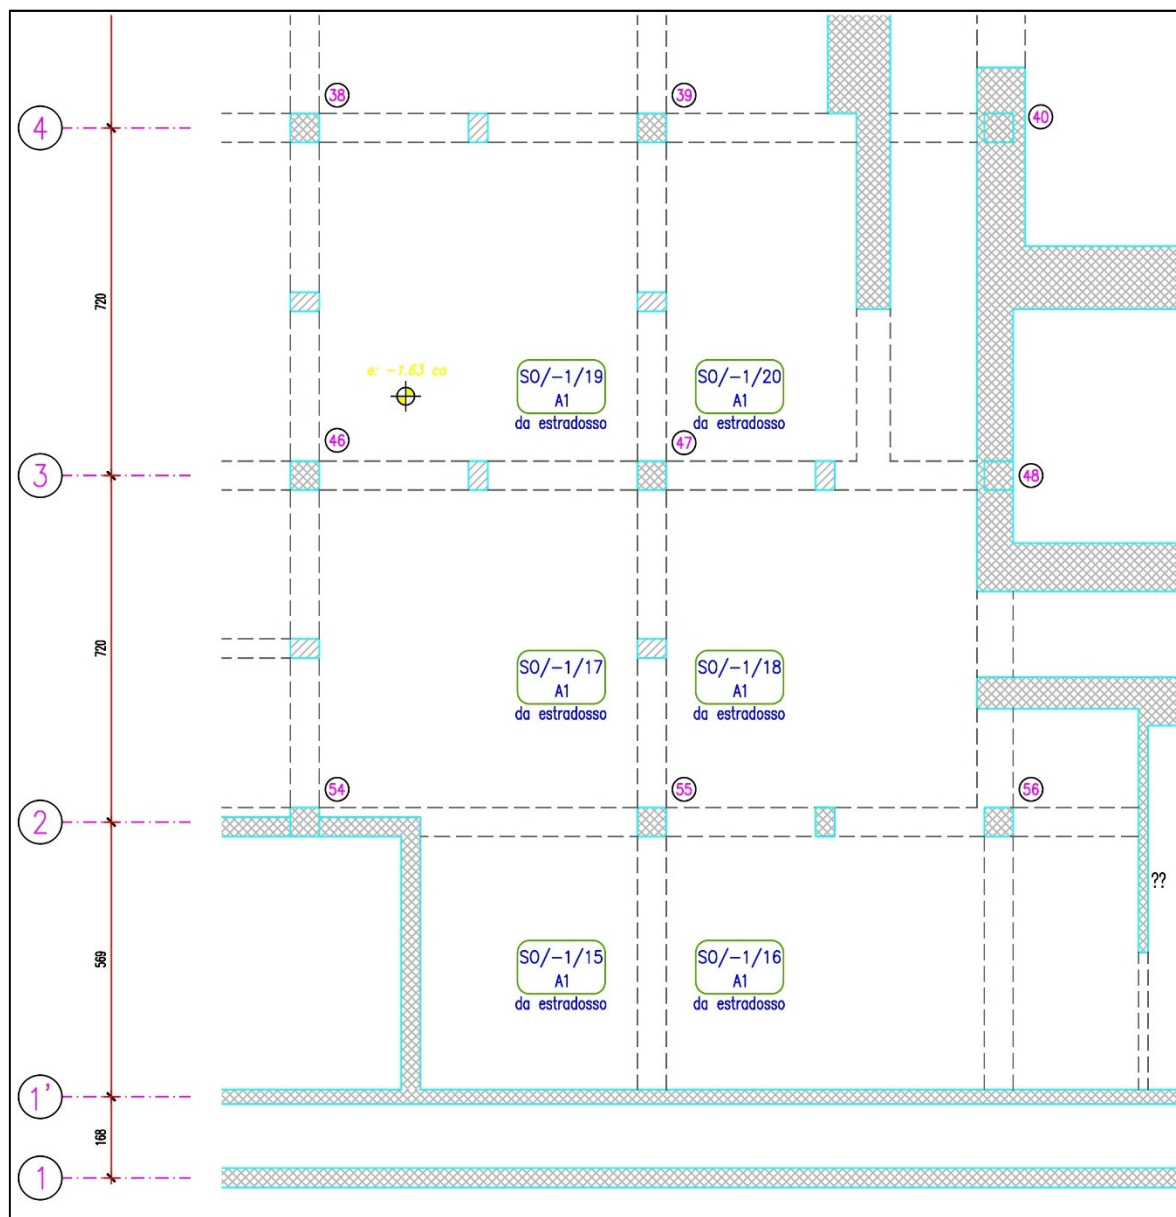 38
39
4
40
720
e: -1.63 ca
SO/-1/19
A1
da estradosso
SO/-1/20
A1
da estradosso
46
47
3
48
720
SO/-1/17
A1
da estradosso
SO/-1/18
A1
da estradosso
54
55
56
2
??
569
SO/-1/15
A1
da estradosso
SO/-1/16
A1
da estradosso
1'
168
1